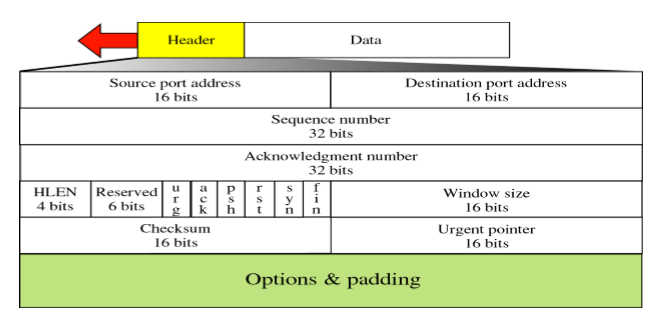 Header Data
Source port address Destination port address
16 bits 16 bits
Sequence number
32 bits
Acknowledgment number
32 bits
HLEN Reserved urg ack psh rst syn fin Window size
4 bits 6 bits 16 bits
Checksum Urgent pointer
16 bits 16 bits
Options & padding